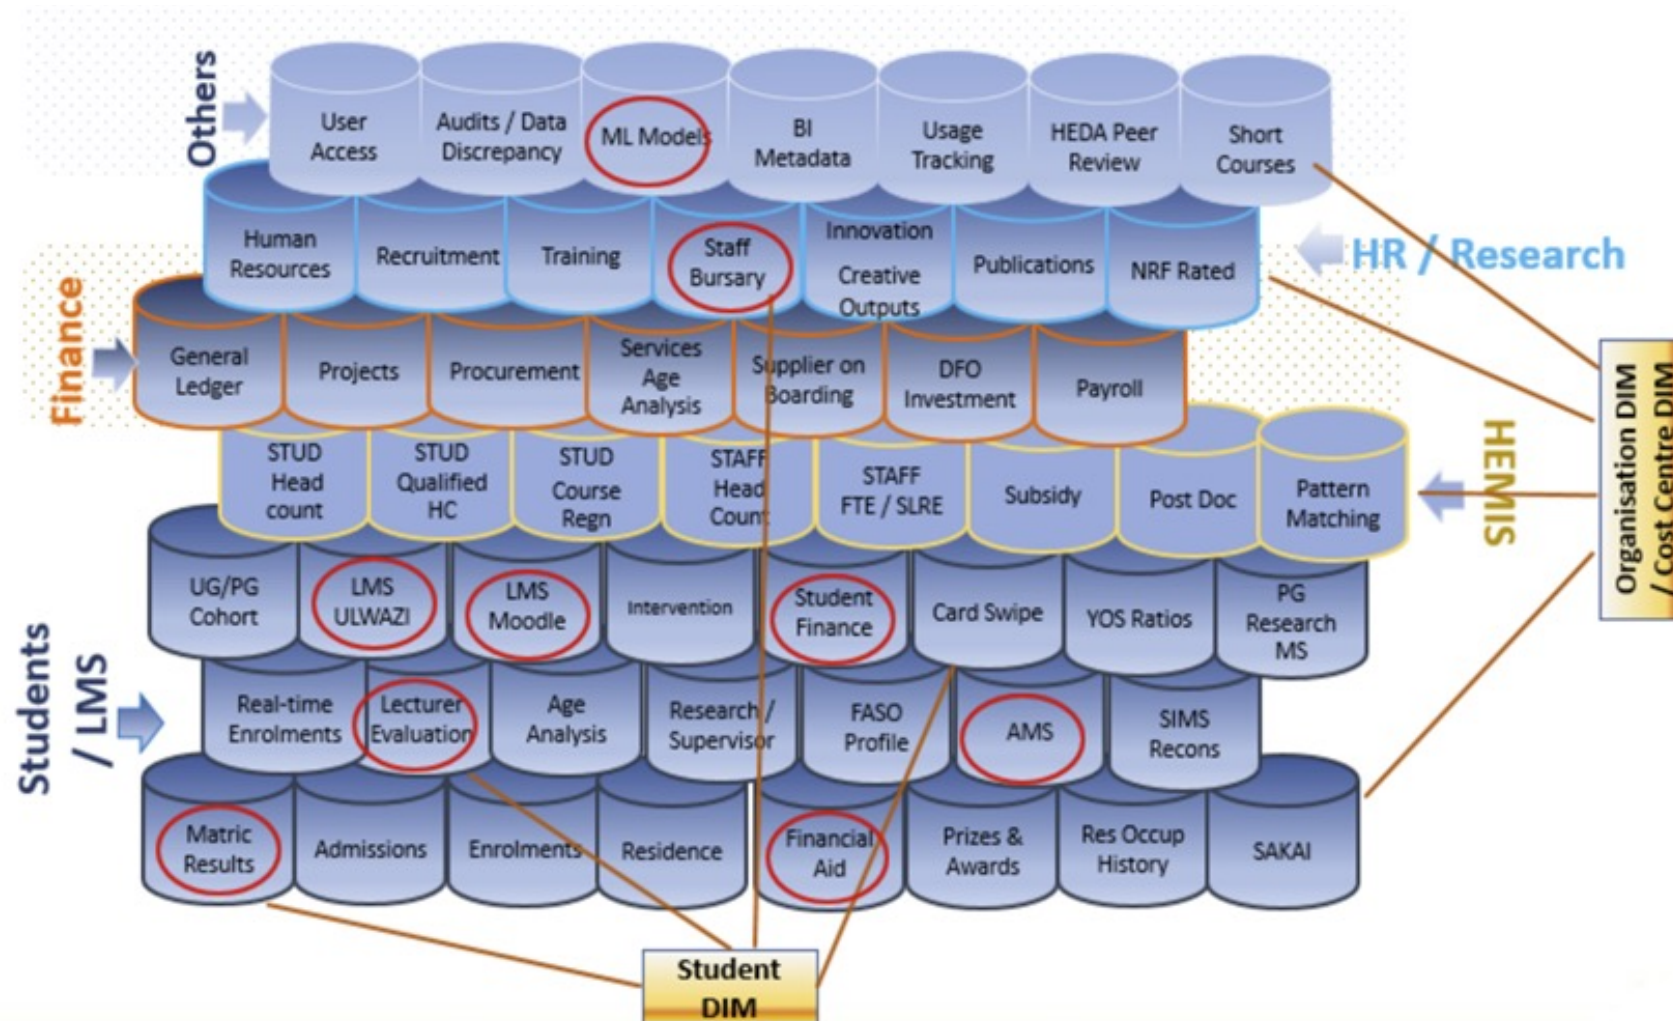 Others
User
Access
Audits / Data
Discrepancy
ML Models
BI
Metadata
Usage
Tracking
HEDA Peer
Review
Short
Courses
Human
Resources
Recruitment
Training
Staff
Bursary
Innovation
Creative
Outputs
Publications
NRF Rated
HR / Research
Finance
General
Ledger
Projects
Procurement
Services
Age
Analysis
Supplier on
Boarding
DFO
Investment
Payroll
STUD
Head
count
STUD
Qualified
HC
STUD
Course
Regn
STAFF
Head
Count
STAFF
FTE / SLRE
Subsidy
Post Doc
Pattern
Matching
HEMIS
Organisation DIM
/ Cost Centre DIM
Students
/ LMS
UG/PG
Cohort
LMS
ULWAZI
LMS
Moodle
Intervention
Student
Finance
Card Swipe
YOS Ratios
PG
Research
MS
Real-time
Enrolments
Lecturer
Evaluation
Age
Analysis
Research /
Supervisor
FASO
Profile
AMS
SIMS
Recons
Matric
Results
Admissions
Enrolments
Residence
Financial
Aid
Prizes &
Awards
Res Occup
History
SAKAI
Student
DIM